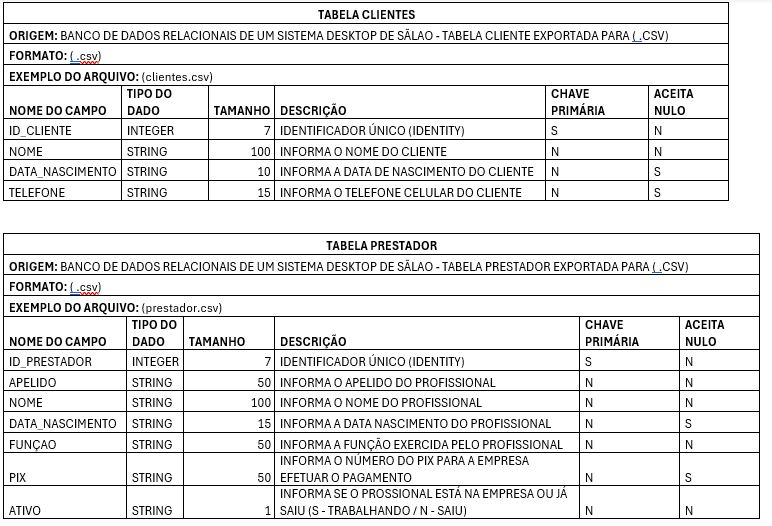 TABELA CLIENTES
ORIGEM: BANCO DE DADOS RELACIONAIS DE UM SISTEMA DESKTOP DE SÃLAO - TABELA CLIENTE EXPORTADA PARA ( .CSV)
FORMATO: ( .csv)
EXEMPLO DO ARQUIVO: (clientes.csv)
NOME DO CAMPO TIPO DO DADO TAMANHO DESCRIÇÃO CHAVE PRIMÁRIA ACEITA NULO
ID_CLIENTE INTEGER 7 IDENTIFICADOR ÚNICO (IDENTITY) S N
NOME STRING 100 INFORMA O NOME DO CLIENTE N N
DATA_NASCIMENTO STRING 10 INFORMA A DATA DE NASCIMENTO DO CLIENTE N S
TELEFONE STRING 15 INFORMA O TELEFONE CELULAR DO CLIENTE N S
TABELA PRESTADOR
ORIGEM: BANCO DE DADOS RELACIONAIS DE UM SISTEMA DESKTOP DE SÃLAO - TABELA PRESTADOR EXPORTADA PARA ( .CSV)
FORMATO: ( .csv)
EXEMPLO DO ARQUIVO: (prestador.csv)
NOME DO CAMPO TIPO DO DADO TAMANHO DESCRIÇÃO CHAVE PRIMÁRIA ACEITA NULO
ID_PRESTADOR INTEGER 7 IDENTIFICADOR ÚNICO (IDENTITY) S N
APELIDO STRING 50 INFORMA O APELIDO DO PROFISSIONAL N N
NOME STRING 100 INFORMA O NOME DO PROFISSIONAL N N
DATA_NASCIMENTO STRING 15 INFORMA A DATA NASCIMENTO DO PROFISSIONAL N S
FUNÇAO STRING 50 INFORMA A FUNÇÃO EXERCIDA PELO PROFISSIONAL N N
PIX STRING 50 INFORMA O NÚMERO DO PIX PARA A EMPRESA EFETUAR O PAGAMENTO N S
ATIVO STRING 1 INFORMA SE O PROSSIONAL ESTÁ NA EMPRESA OU JÁ SAIU (S - TRABALHANDO / N - SAIU) N N